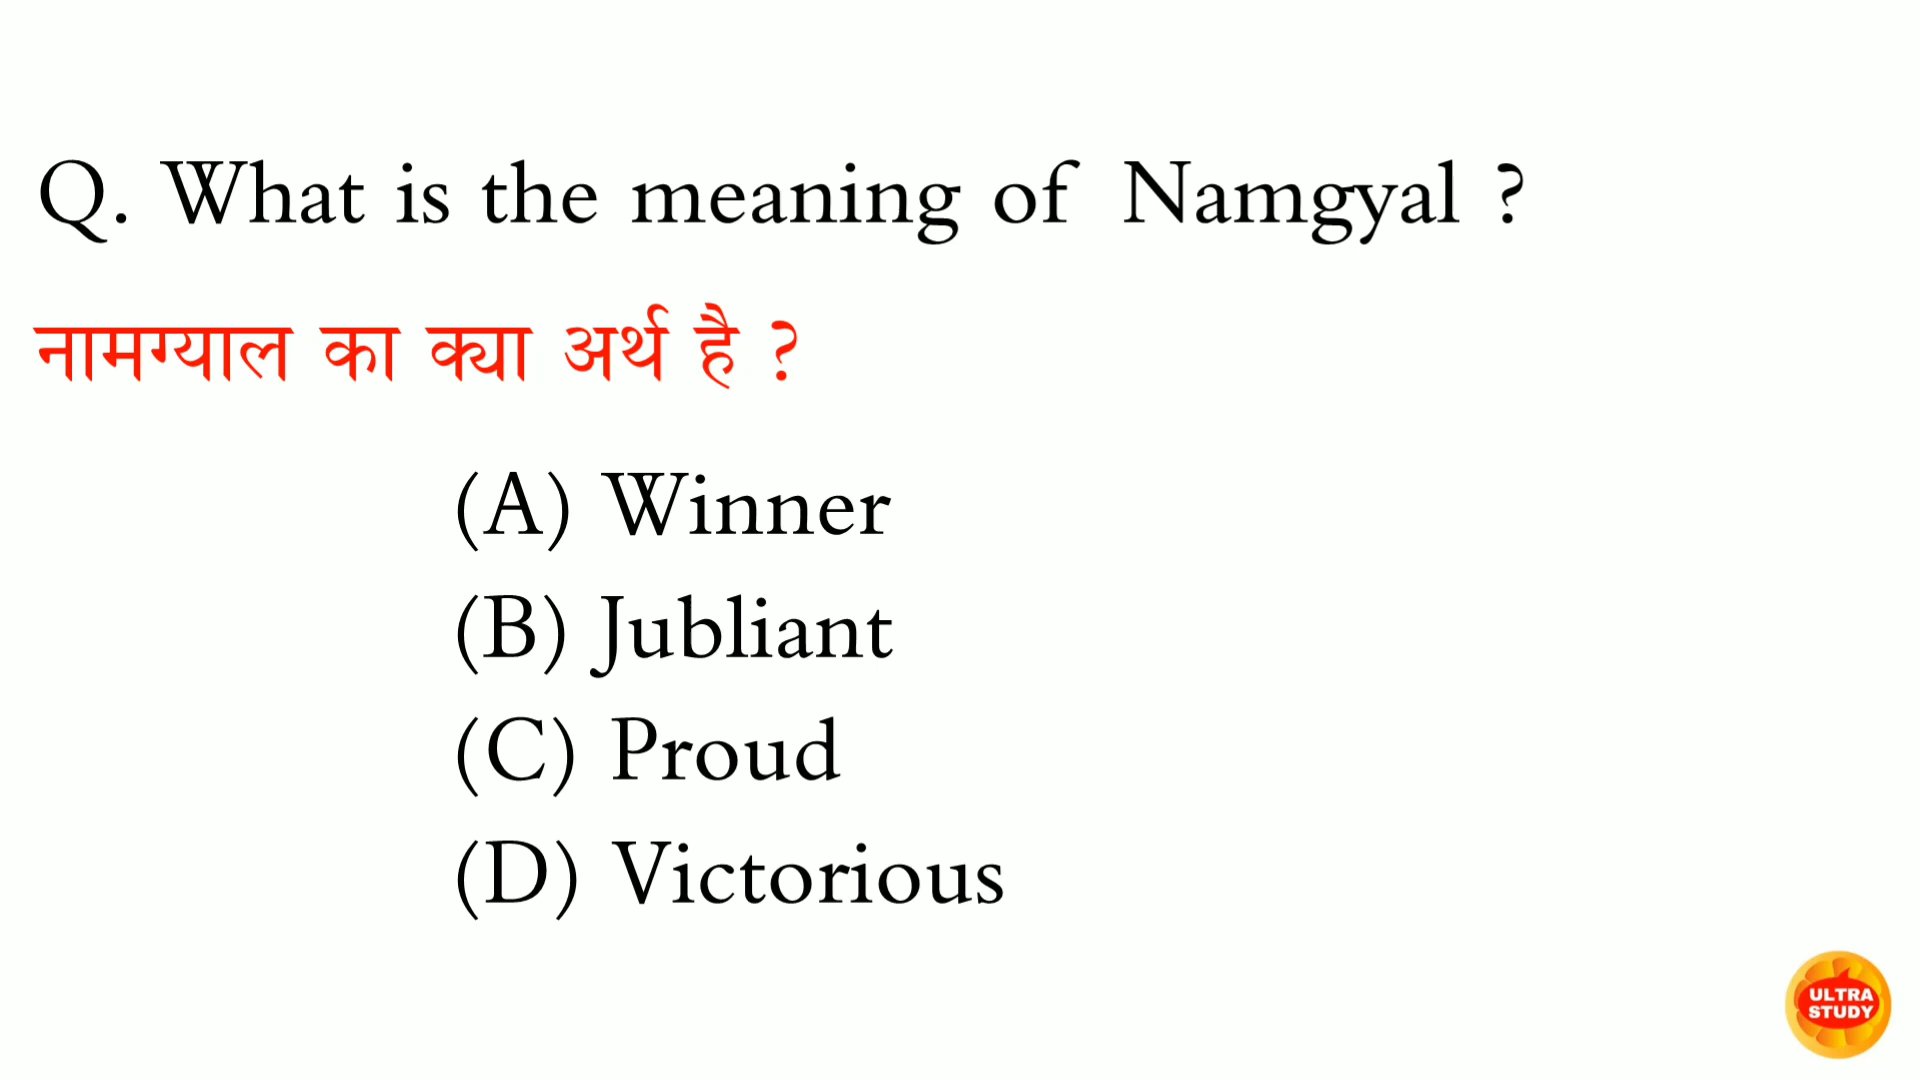 Q. What is the meaning of Namgyal ?
नामग्याल का क्या अर्थ है ?
(A) Winner
(B) Jubliant
(C) Proud
(D) Victorious
ULTRA
STUDY